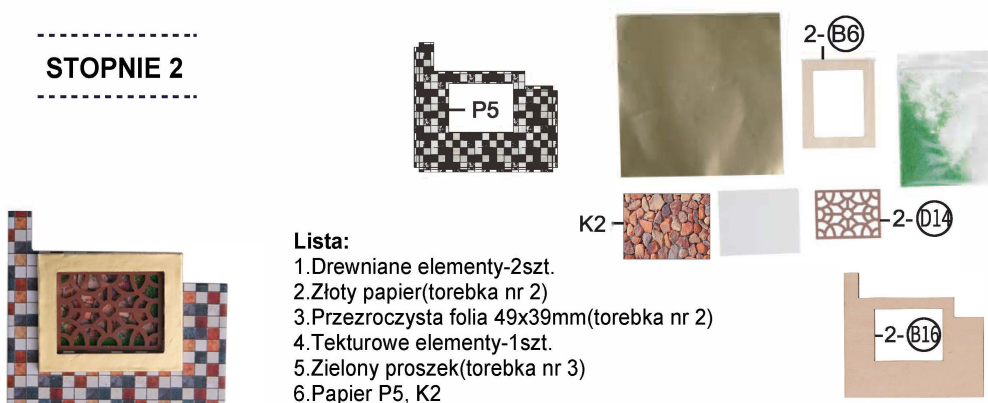 STOPNIE 2
P5
2-B6
K2
2-D14
2-B16
Lista:
1.Drewniane elementy-2szt.
2.Złoty papier(torebka nr 2)
3.Przezroczysta folia 49x39mm(torebka nr 2)
4.Tekturowe elementy-1szt.
5.Zielony proszek(torebka nr 3)
6.Papier P5, K2